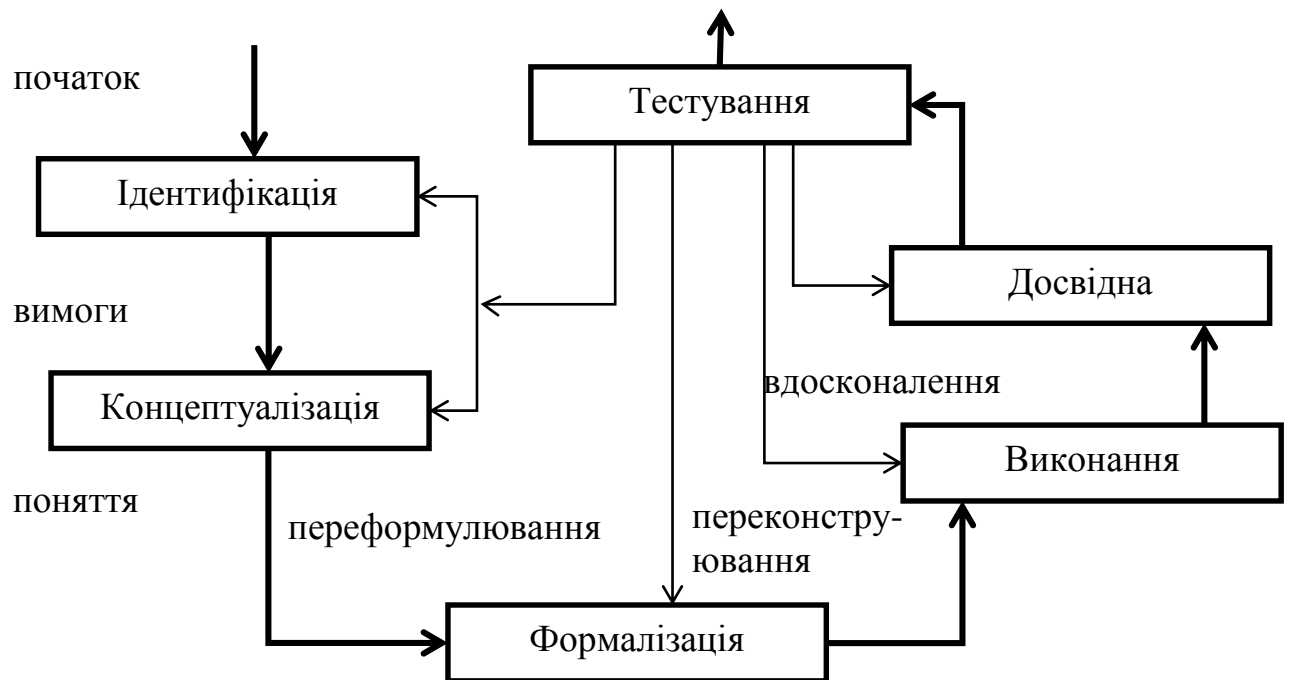 початок
Тестування
Ідентифікація
Досвідна
вимоги
вдосконалення
Концептуалізація
Виконання
поняття
переформулювання
переконстру-
ювання
Формалізація